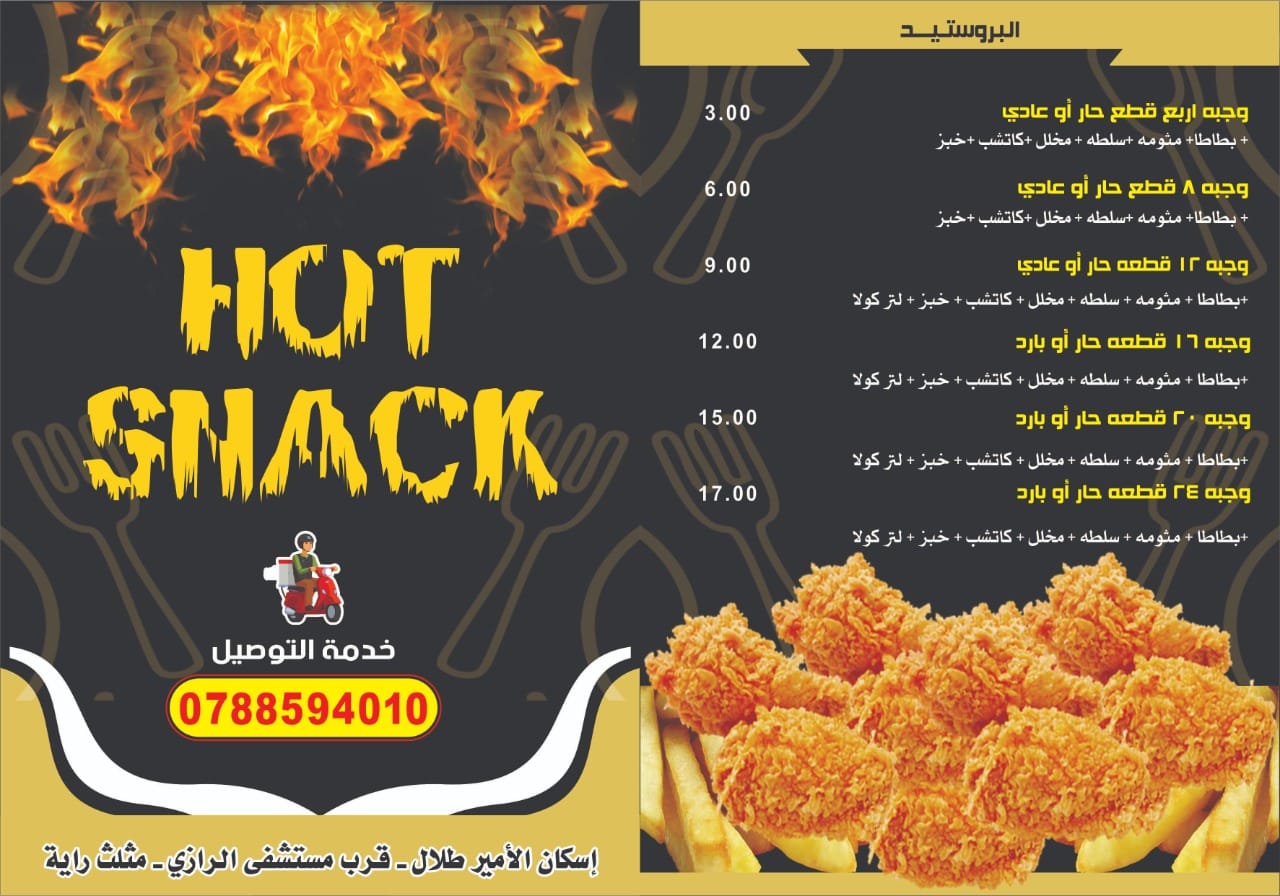 HOT
SNACK
خدمة التوصيل
0788594010
إسكان الأمير طلال - قرب مستشفى الرازي - مثلث راية
البروستيد
وجبه اربع قطع حار أو عادي 3.00
+ بطاطا+ مثومه +سلطه + مخلل +كاتشب +خبز
وجبه ٨ قطع حار أو عادي 6.00
+ بطاطا+ مثومه +سلطه + مخلل +كاتشب +خبز
وجبه ١٢ قطعه حار أو عادي 9.00
+بطاطا + مثومه + سلطه + مخلل + كاتشب + خبز + لتر كولا
وجبه ١٦ قطعه حار أو بارد 12.00
+بطاطا + مثومه + سلطه + مخلل + كاتشب + خبز + لتر كولا
وجبه ٢٠ قطعه حار أو بارد 15.00
+بطاطا + مثومه + سلطه + مخلل + كاتشب + خبز + لتر كولا
وجبه ٢٤ قطعه حار أو بارد 17.00
+بطاطا + مثومه + سلطه + مخلل + كاتشب + خبز + لتر كولا